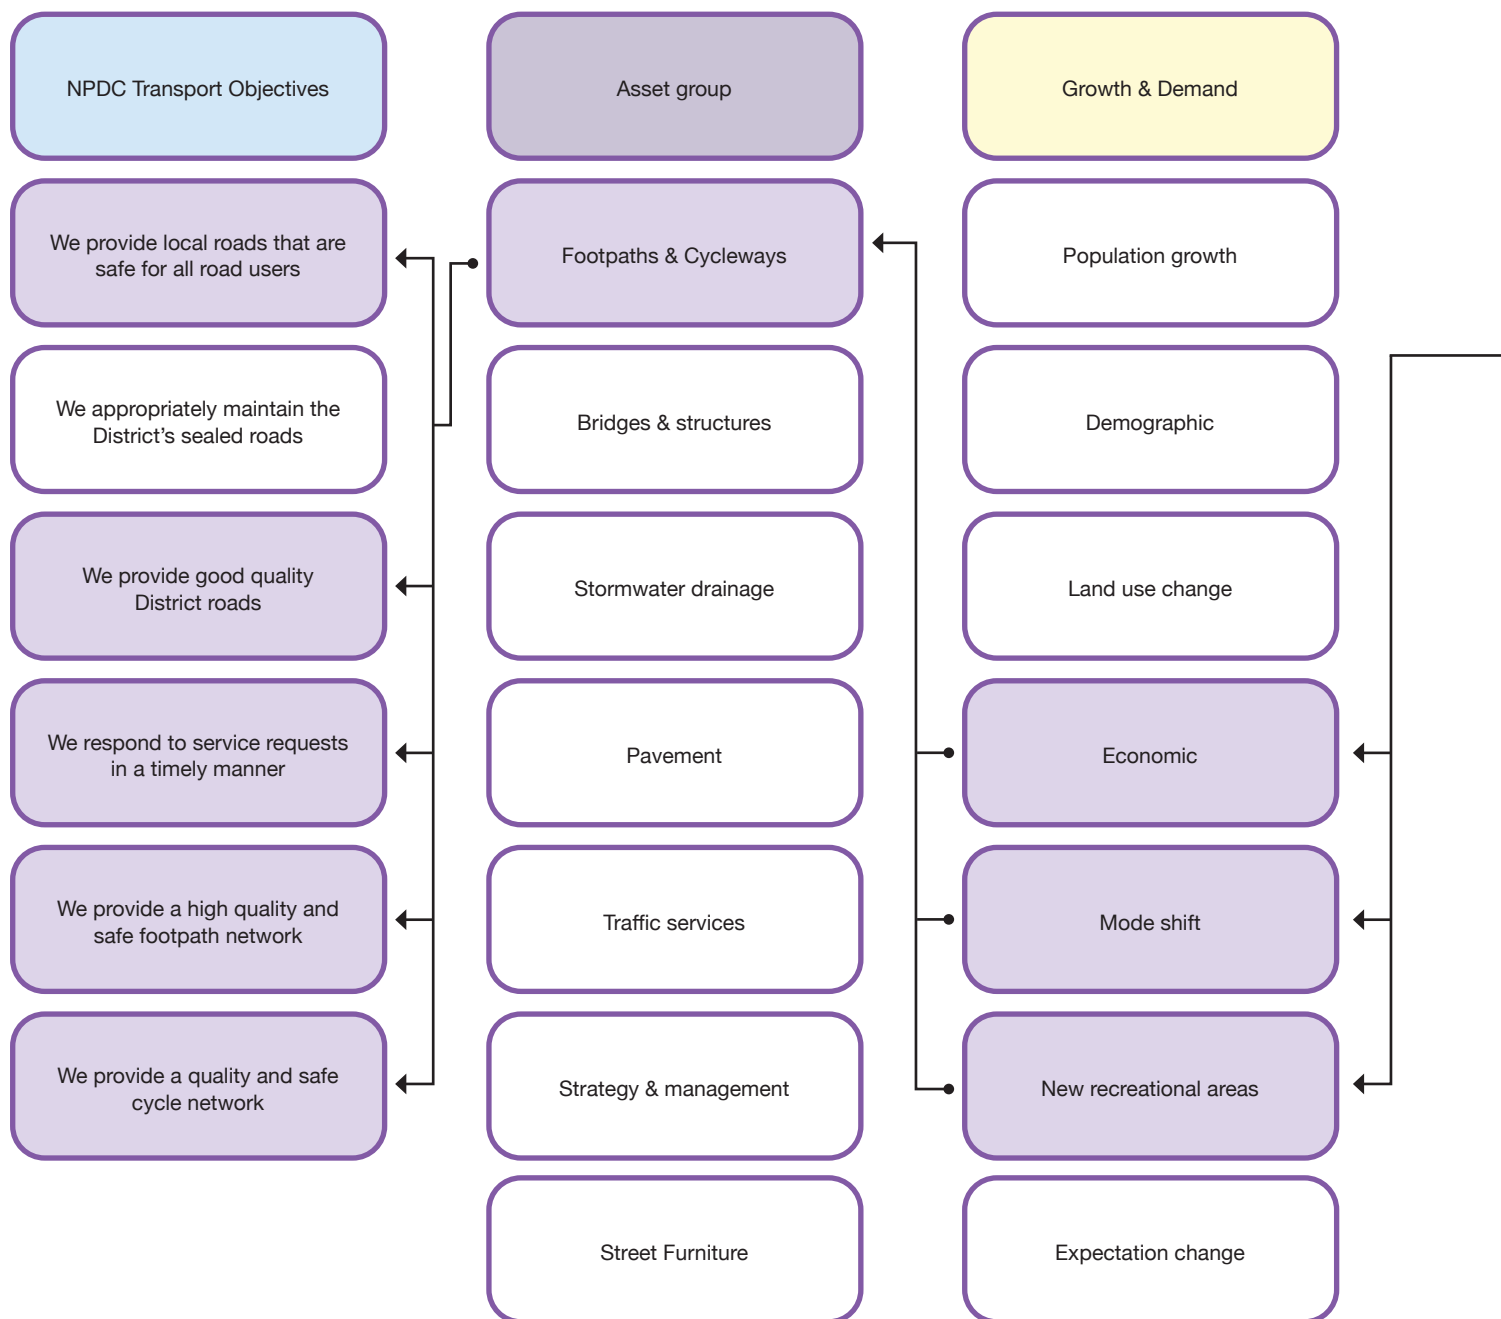 NPDC Transport Objectives
Asset group
Growth & Demand
We provide local roads that are
safe for all road users
Footpaths & Cycleways
Population growth
We appropriately maintain the
District’s sealed roads
Bridges & structures
Demographic
We provide good quality
District roads
Stormwater drainage
Land use change
We respond to service requests
in a timely manner
Pavement
Economic
We provide a high quality and
safe footpath network
Traffic services
Mode shift
We provide a quality and safe
cycle network
Strategy & management
New recreational areas
Street Furniture
Expectation change